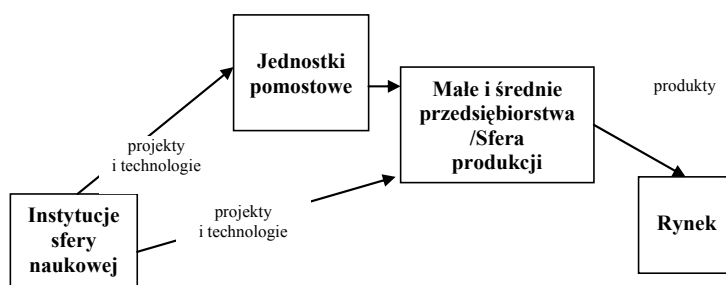 Jednostki
pomostowe
Małe i średnie
przedsiębiorstwa
/Sfera
produkcji
produkty
projekty
i technologie
Instytucje
sfery
naukowej
projekty
i technologie
Rynek